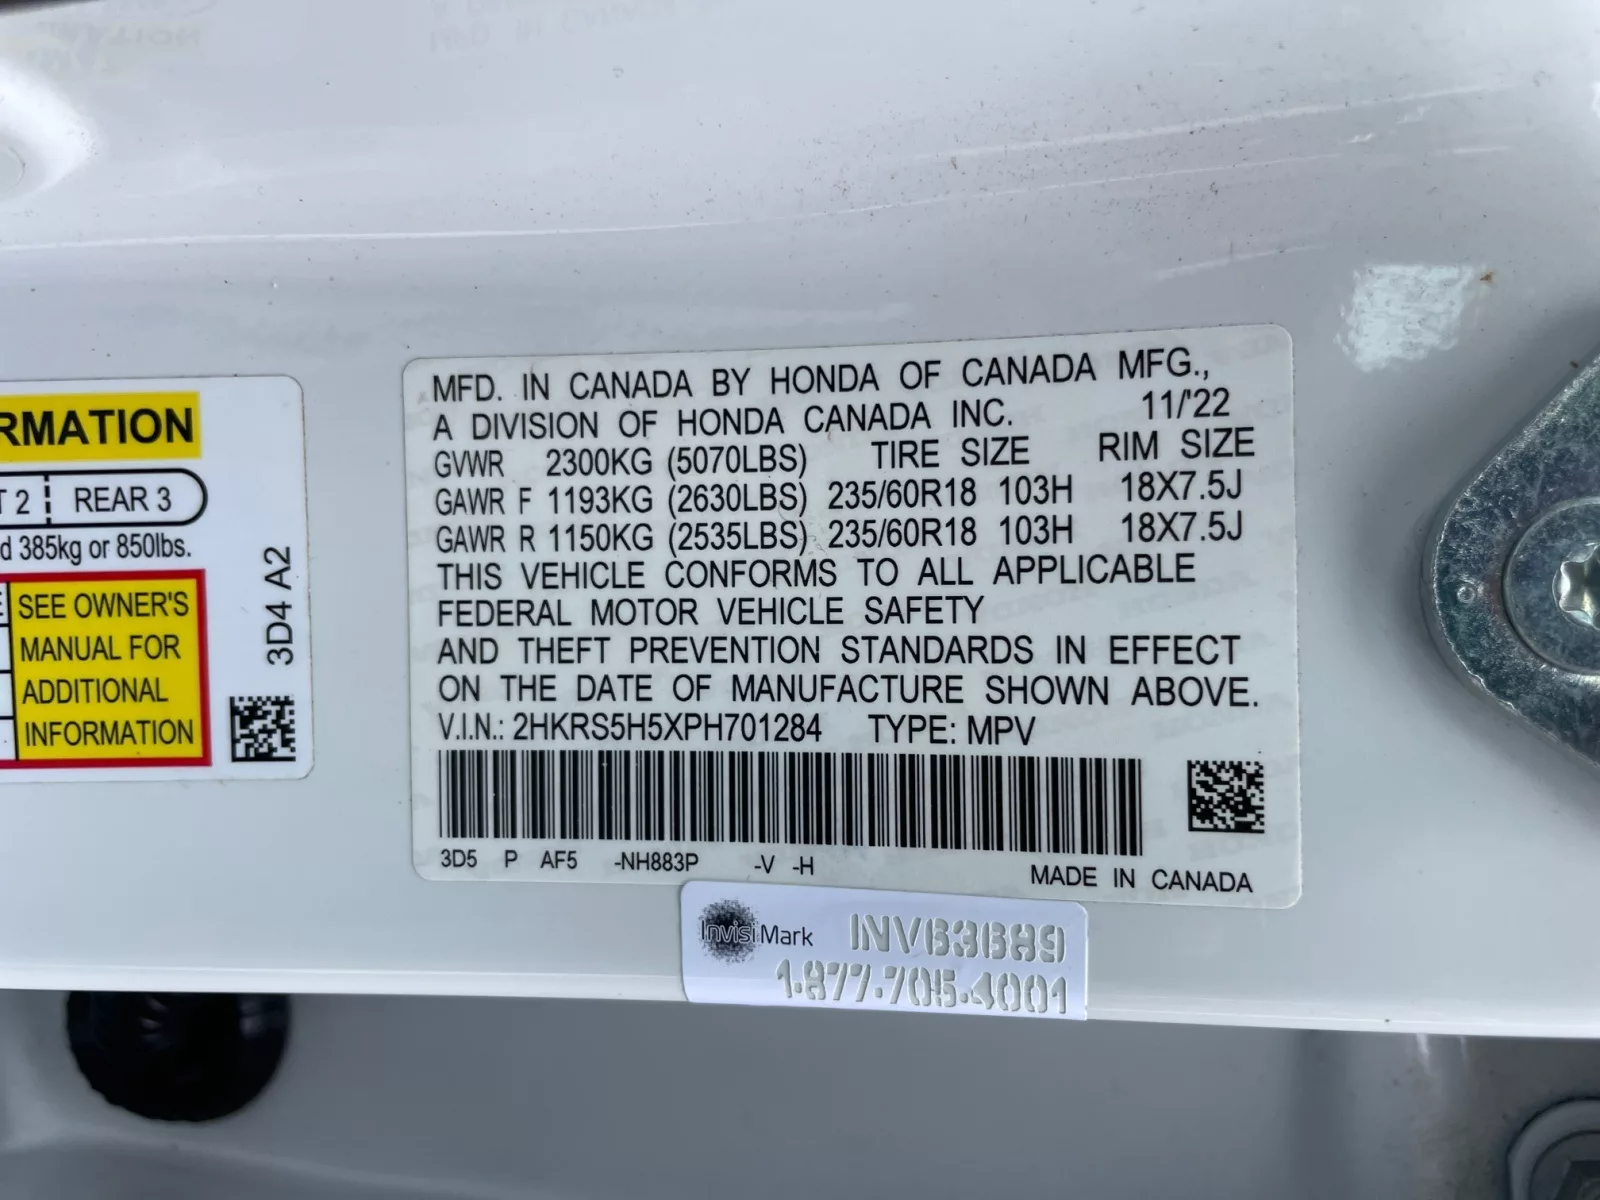 RMATION
T 2 REAR 3
d 385kg or 850lbs.
SEE OWNER'S
MANUAL FOR
ADDITIONAL
INFORMATION
3D4 A2
MFD. IN CANADA BY HONDA OF CANADA MFG.,
A DIVISION OF HONDA CANADA INC. 11/'22
GVWR 2300KG (5070LBS) TIRE SIZE RIM SIZE
GAWR F 1193KG (2630LBS) 235/60R18 103H 18X7.5J
GAWR R 1150KG (2535LBS) 235/60R18 103H 18X7.5J
THIS VEHICLE CONFORMS TO ALL APPLICABLE
FEDERAL MOTOR VEHICLE SAFETY
AND THEFT PREVENTION STANDARDS IN EFFECT
ON THE DATE OF MANUFACTURE SHOWN ABOVE.
V.I.N.: 2HKRS5H5XPH701284 TYPE: MPV
3D5 P AF5 -NH883P -V -H
MADE IN CANADA
InvisiMark INV63689
1-877-705-4001